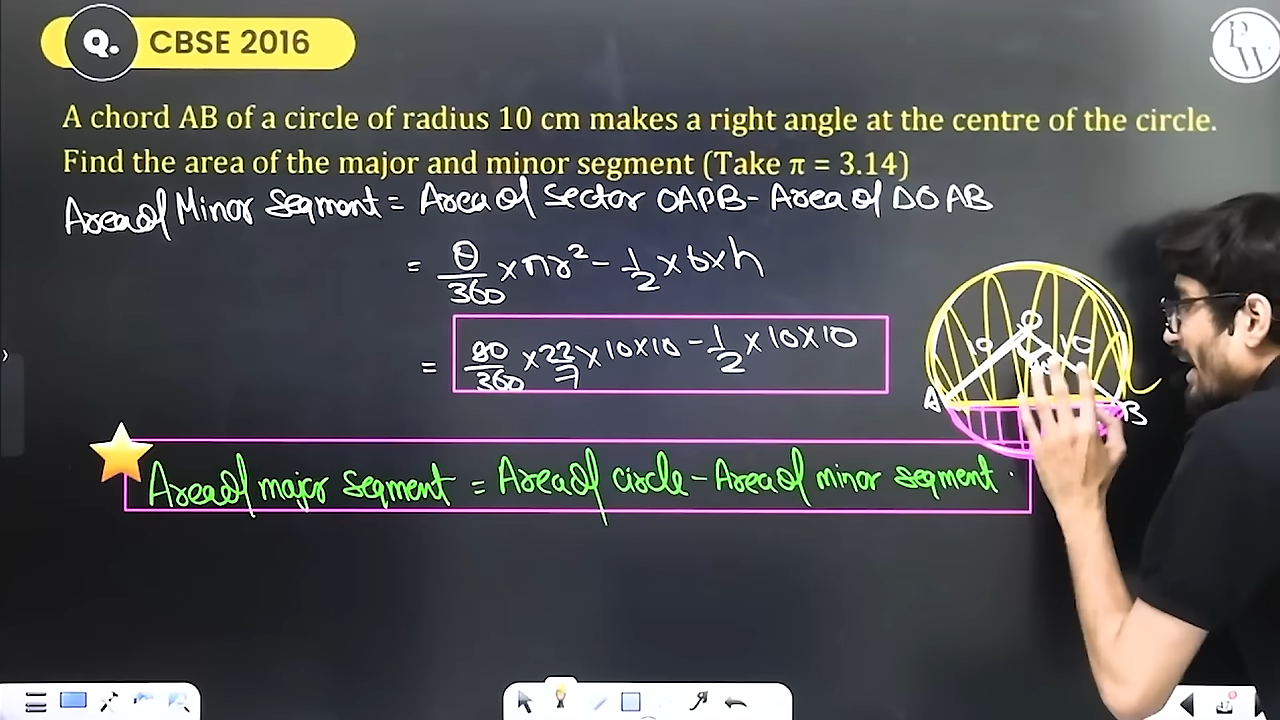 Q. CBSE 2016
PW
A chord AB of a circle of radius 10 cm makes a right angle at the centre of the circle.
Find the area of the major and minor segment (Take π = 3.14)
Area of Minor Segment = Area of Sector OAPB - Area of ΔOAB
= θ/360 × πr² - 1/2 × b × h
= 90/360 × 22/7 × 10×10 - 1/2 × 10×10
O
10 10
A B
Area of major segment = Area of circle - Area of minor segment